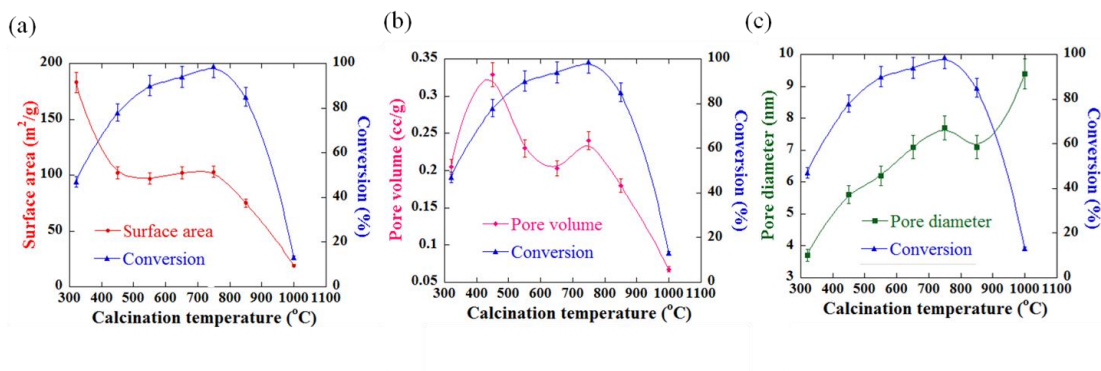 (a)
200
150
100
50
0
Surface area (m²/g)
100
80
60
40
20
0
Conversion (%)
Surface area
Conversion
300 400 500 600 700 800 900 1000 1100
Calcination temperature (°C)
(b)
0.35
0.3
0.25
0.2
0.15
0.1
0.05
Pore volume (cc/g)
100
80
60
40
20
0
Conversion (%)
Pore volume
Conversion
300 400 500 600 700 800 900 1000 1100
Calcination temperature (°C)
(c)
10
9
8
7
6
5
4
3
Pore diameter (nm)
100
80
60
40
20
0
Conversion (%)
Pore diameter
Conversion
300 400 500 600 700 800 900 1000 1100
Calcination temperature (°C)